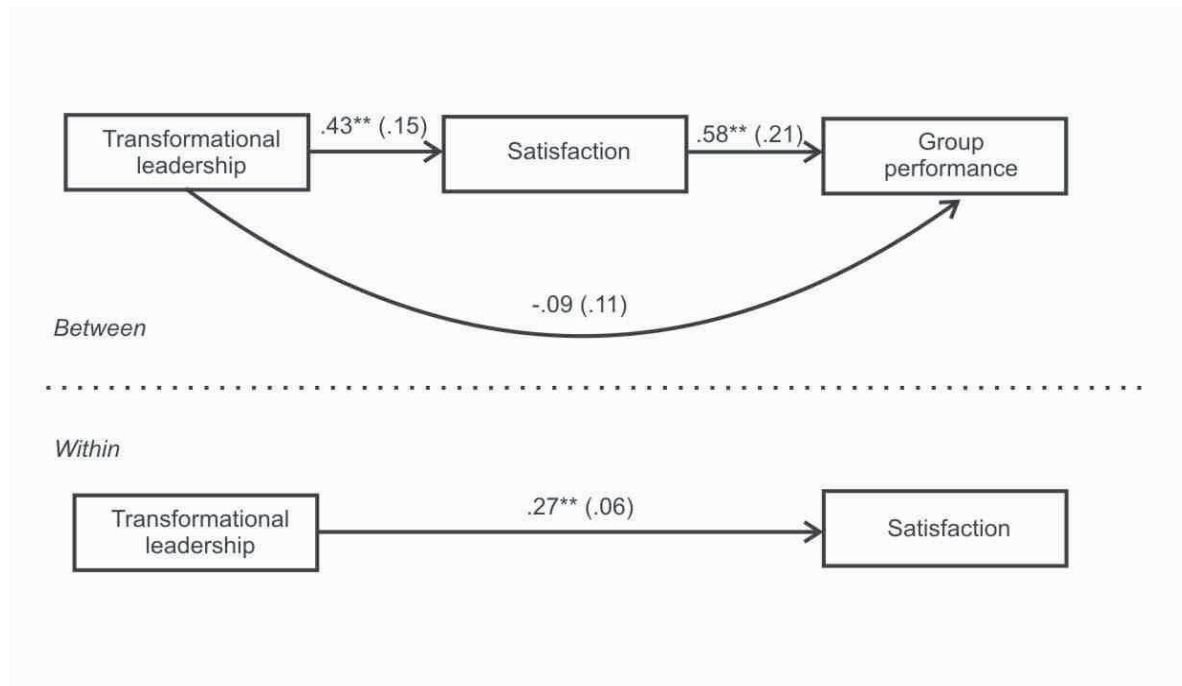 Transformational
leadership
.43** (.15)
Satisfaction
.58** (.21)
Group
performance
-.09 (.11)
Between
Within
Transformational
leadership
.27** (.06)
Satisfaction